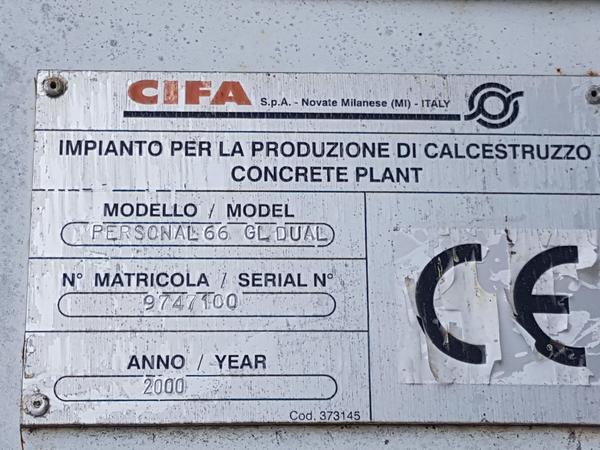 CIFA S.p.A. - Novate Milanese (MI) - ITALY
IMPIANTO PER LA PRODUZIONE DI CALCESTRUZZO
CONCRETE PLANT
MODELLO / MODEL
PERSONAL 66 GL DUAL
N° MATRICOLA / SERIAL N°
9747100
ANNO / YEAR
2000
Cod. 373145
CE